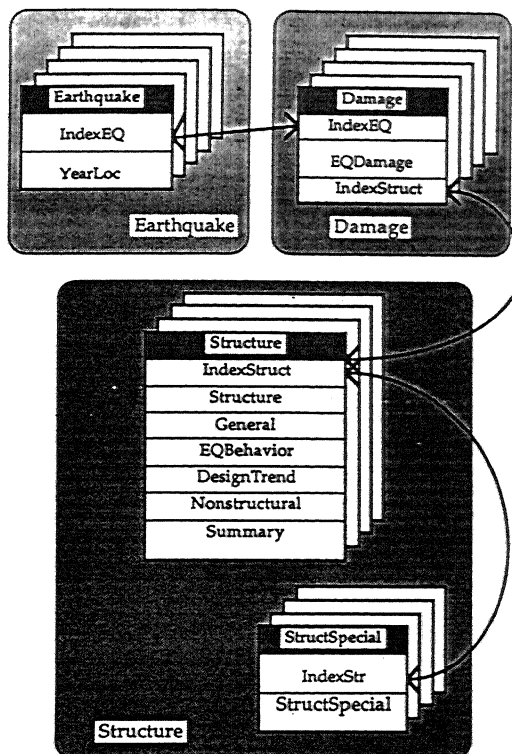 Earthquake
IndexEQ
YearLoc
Earthquake
Damage
IndexEQ
EQDamage
IndexStruct
Damage
Structure
IndexStruct
Structure
General
EQBehavior
DesignTrend
Nonstructural
Summary
StructSpecial
IndexStr
StructSpecial
Structure